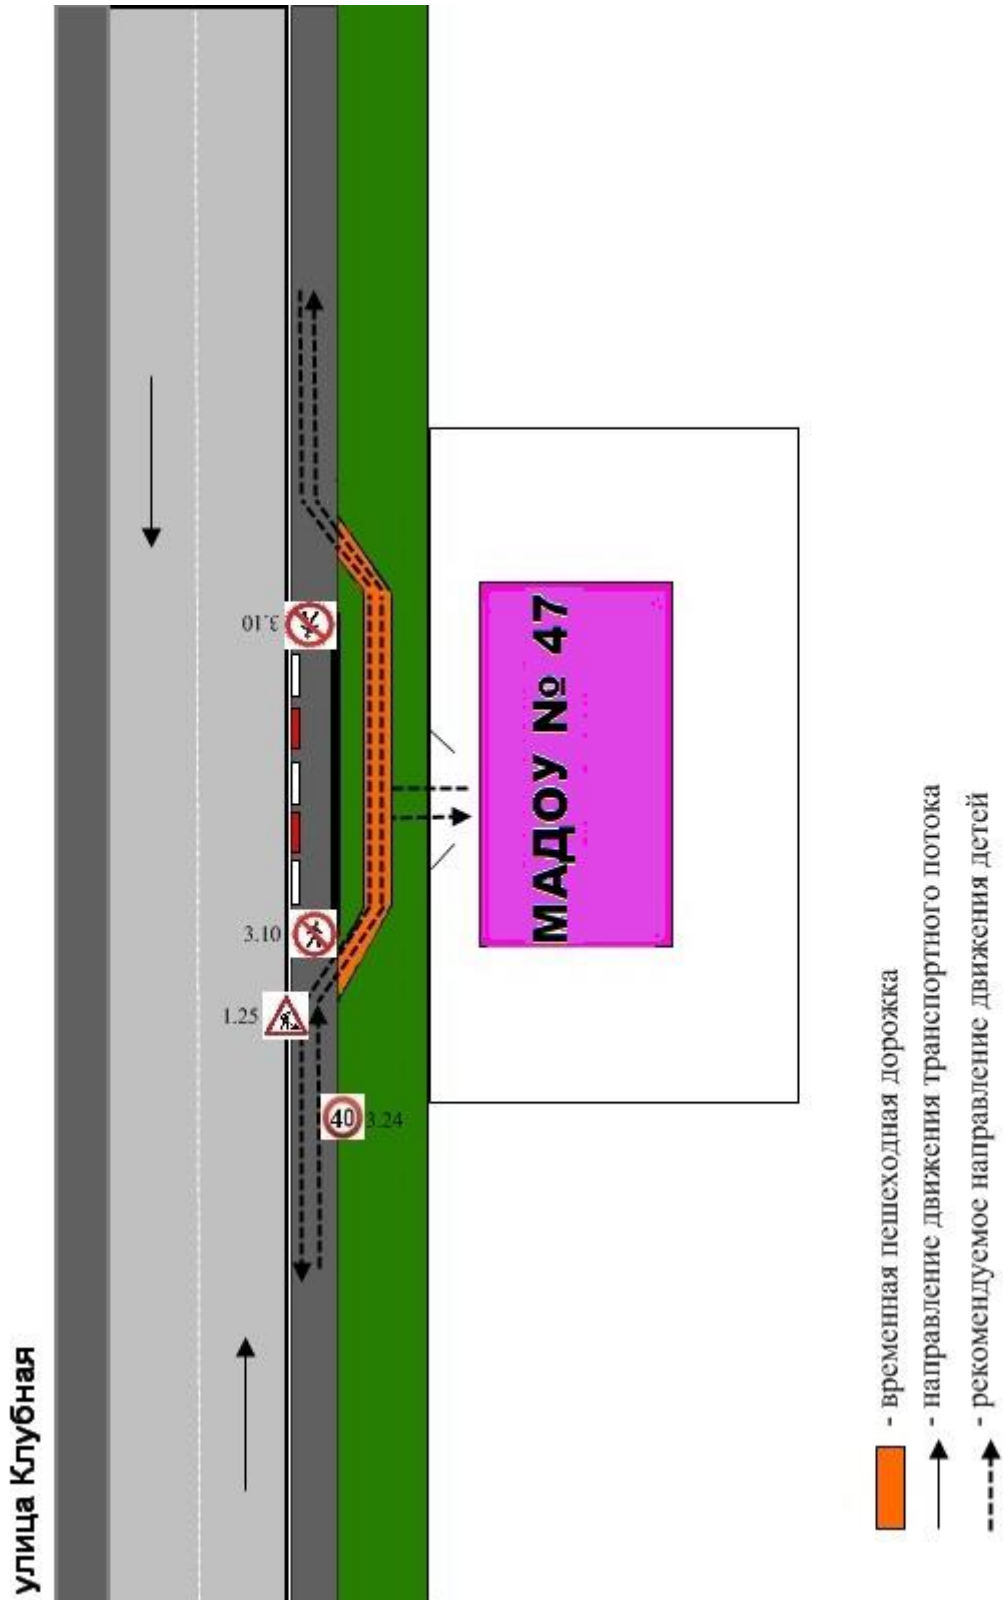 улица Клубная
3.10
3.10
1.25
40
3.24
МАДОУ № 47
- временная пешеходная дорожка
- направление движения транспортного потока
- рекомендуемое направление движения детей